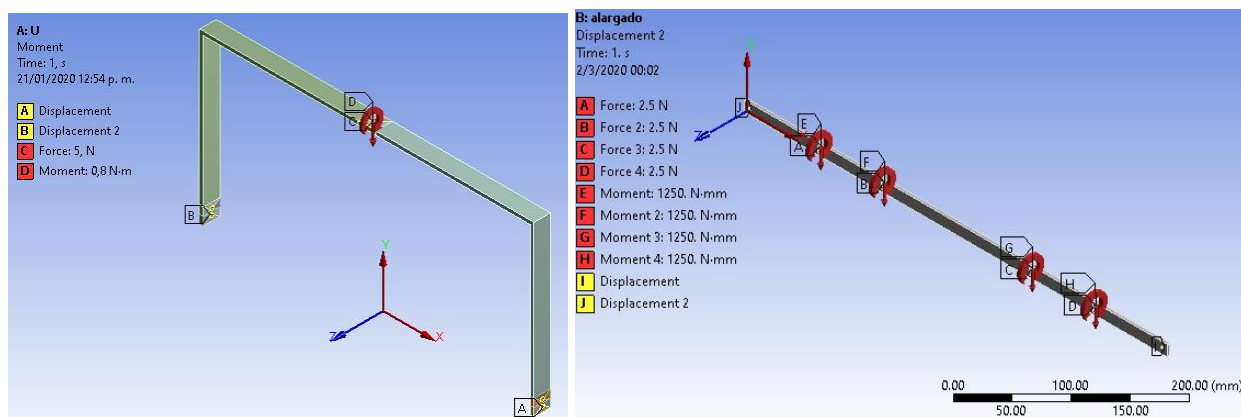 A: U
Moment
Time: 1, s
21/01/2020 12:54 p. m.
A Displacement
B Displacement 2
C Force: 5, N
D Moment: 0,8 N·m
D
C
B
A
Y
Z
X
B: alargado
Displacement 2
Time: 1. s
2/3/2020 00:02
A Force: 2.5 N
B Force 2: 2.5 N
C Force 3: 2.5 N
D Force 4: 2.5 N
E Moment: 1250. N·mm
F Moment 2: 1250. N·mm
G Moment 3: 1250. N·mm
H Moment 4: 1250. N·mm
I Displacement
J Displacement 2
J
Z
E
A
F
B
G
C
H
D
0.00 100.00 200.00 (mm)
50.00 150.00